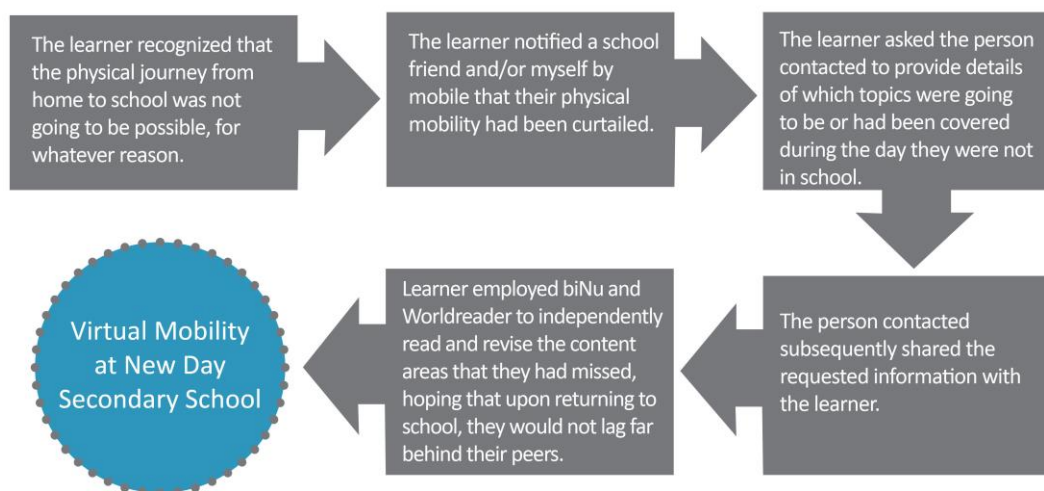 The learner recognized that
the physical journey from
home to school was not
going to be possible, for
whatever reason.
The learner notified a school
friend and/or myself by
mobile that their physical
mobility had been curtailed.
The learner asked the person
contacted to provide details
of which topics were going
to be or had been covered
during the day they were not
in school.
The person contacted
subsequently shared the
requested information with
the learner.
Learner employed biNu and
Worldreader to independently
read and revise the content
areas that they had missed,
hoping that upon returning to
school, they would not lag far
behind their peers.
Virtual Mobility
at New Day
Secondary School